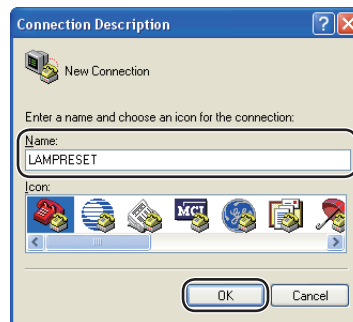 Connection Description
New Connection
Enter a name and choose an icon for the connection:
Name:
LAMPRESET
Icon:
MCI
OK
Cancel